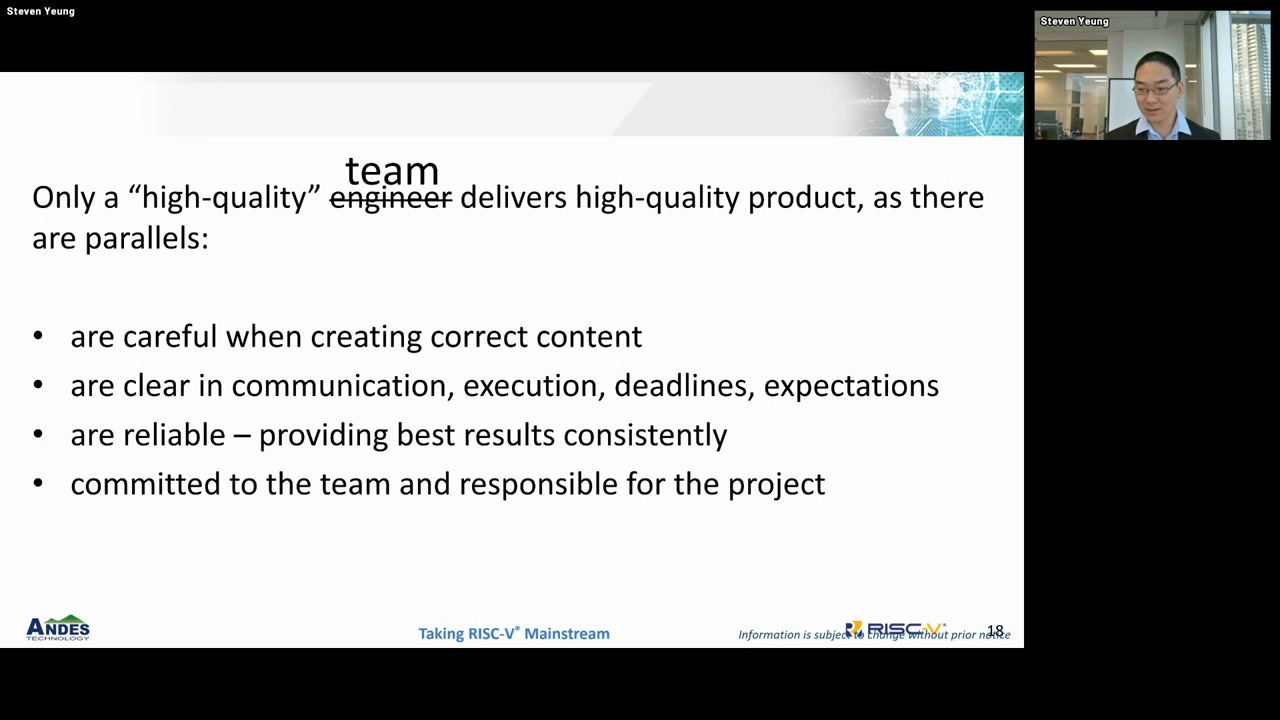 Steven Yeung
Steven Yeung
team
Only a “high-quality” engineer delivers high-quality product, as there
are parallels:
• are careful when creating correct content
• are clear in communication, execution, deadlines, expectations
• are reliable – providing best results consistently
• committed to the team and responsible for the project
ANDES
TECHNOLOGY
Taking RISC-V® Mainstream
RISC-V®
Information is subject to change without prior notice
18